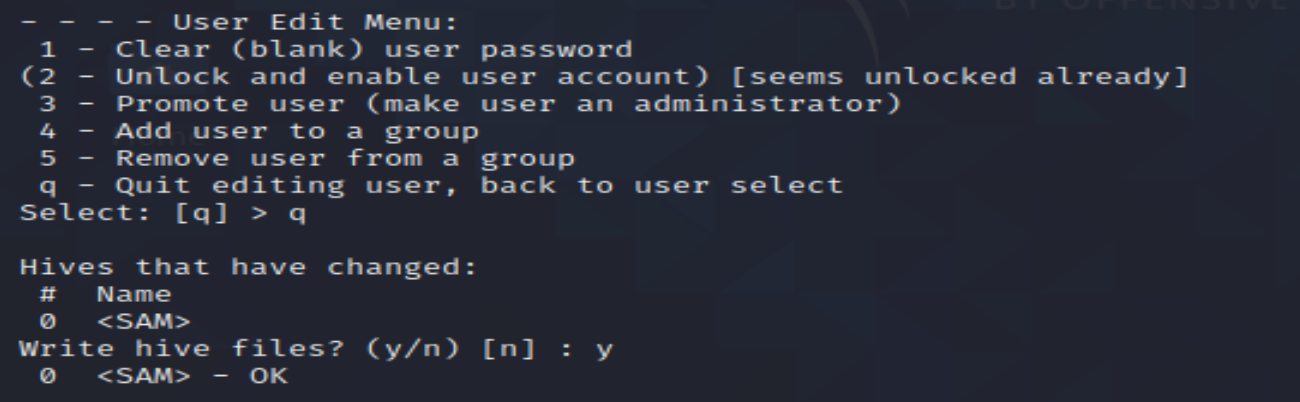 BY OFFENSIVE
- - - - User Edit Menu:
 1 - Clear (blank) user password
(2 - Unlock and enable user account) [seems unlocked already]
 3 - Promote user (make user an administrator)
 4 - Add user to a group
 5 - Remove user from a group
 q - Quit editing user, back to user select
Select: [q] > q
Hives that have changed:
 #  Name
 0  <SAM>
Write hive files? (y/n) [n] : y
 0  <SAM> - OK